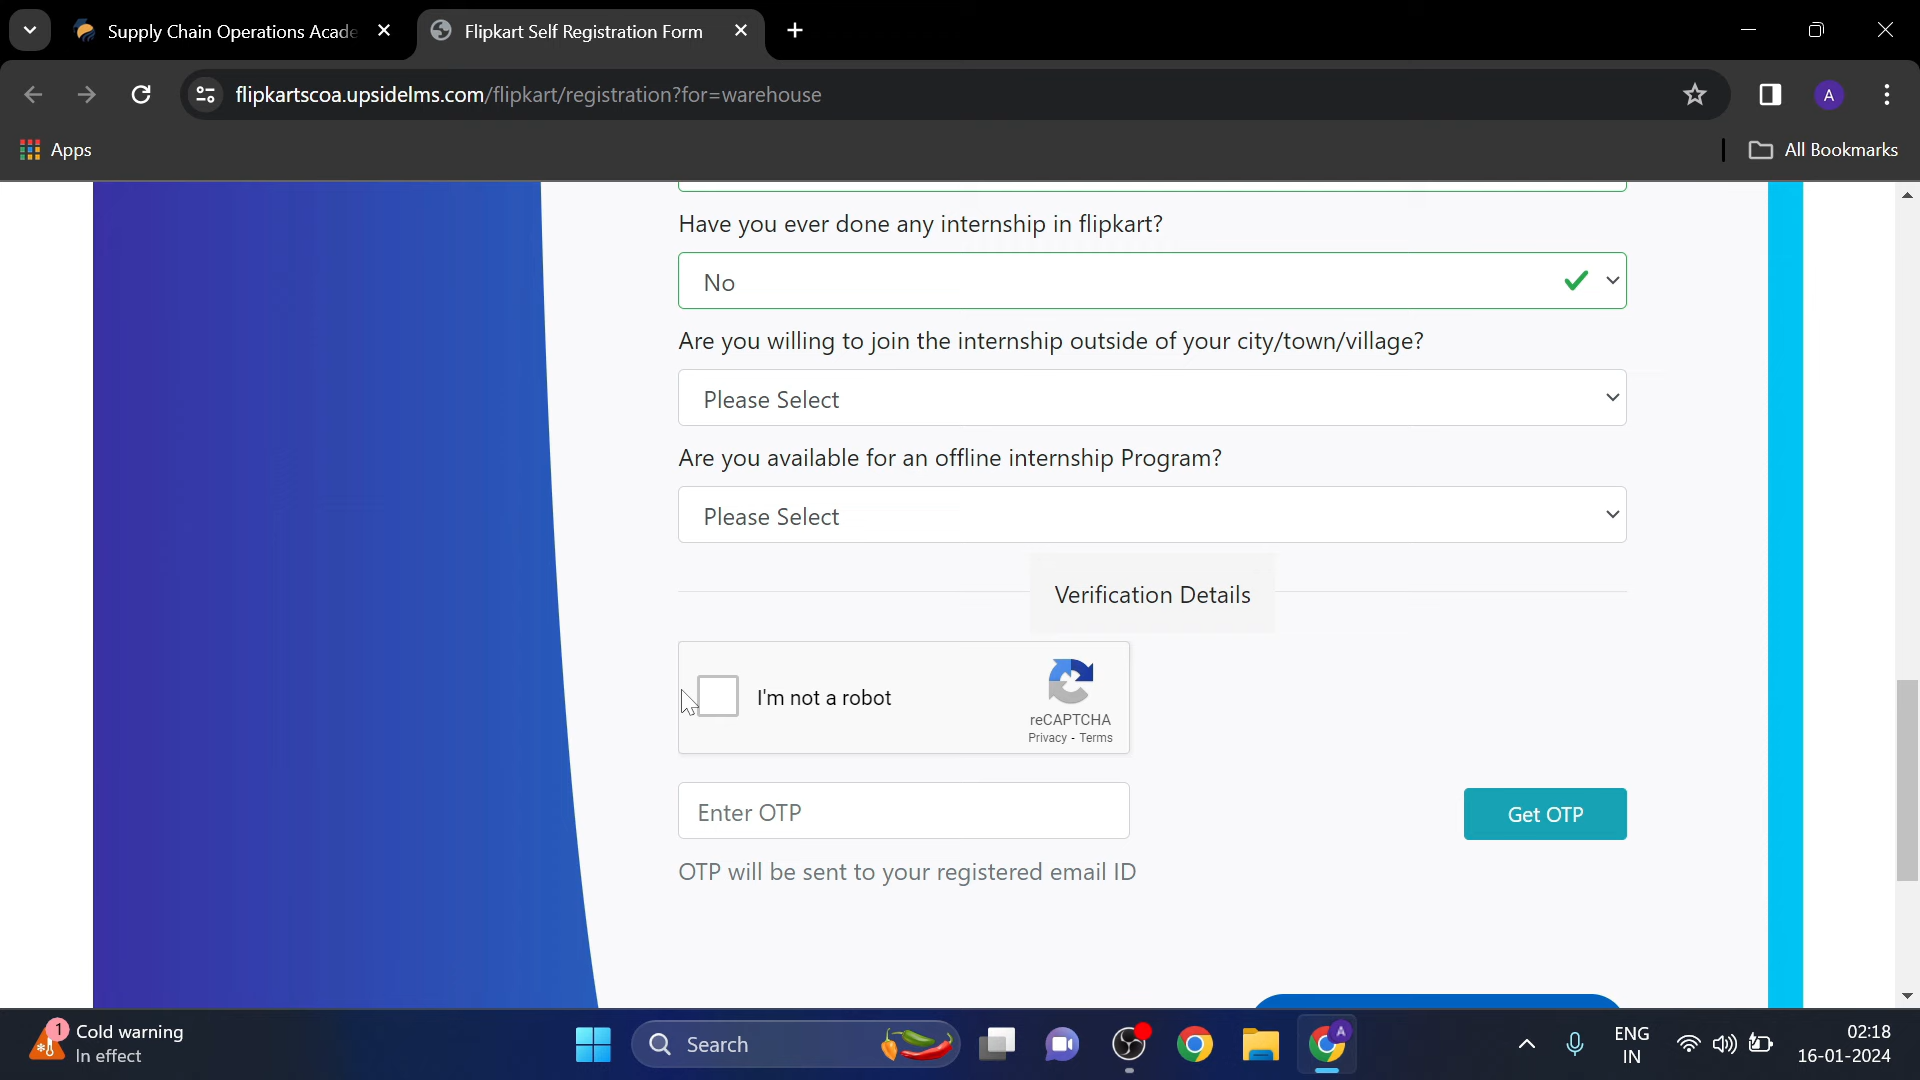 Supply Chain Operations Acade
Flipkart Self Registration Form
flipkartscoa.upsidelms.com/flipkart/registration?for=warehouse
A
Apps
All Bookmarks
Have you ever done any internship in flipkart?
No
Are you willing to join the internship outside of your city/town/village?
Please Select
Are you available for an offline internship Program?
Please Select
Verification Details
I'm not a robot
reCAPTCHA
Privacy - Terms
Enter OTP
Get OTP
OTP will be sent to your registered email ID
1
Cold warning
In effect
Search
A
ENG
IN
02:18
16-01-2024